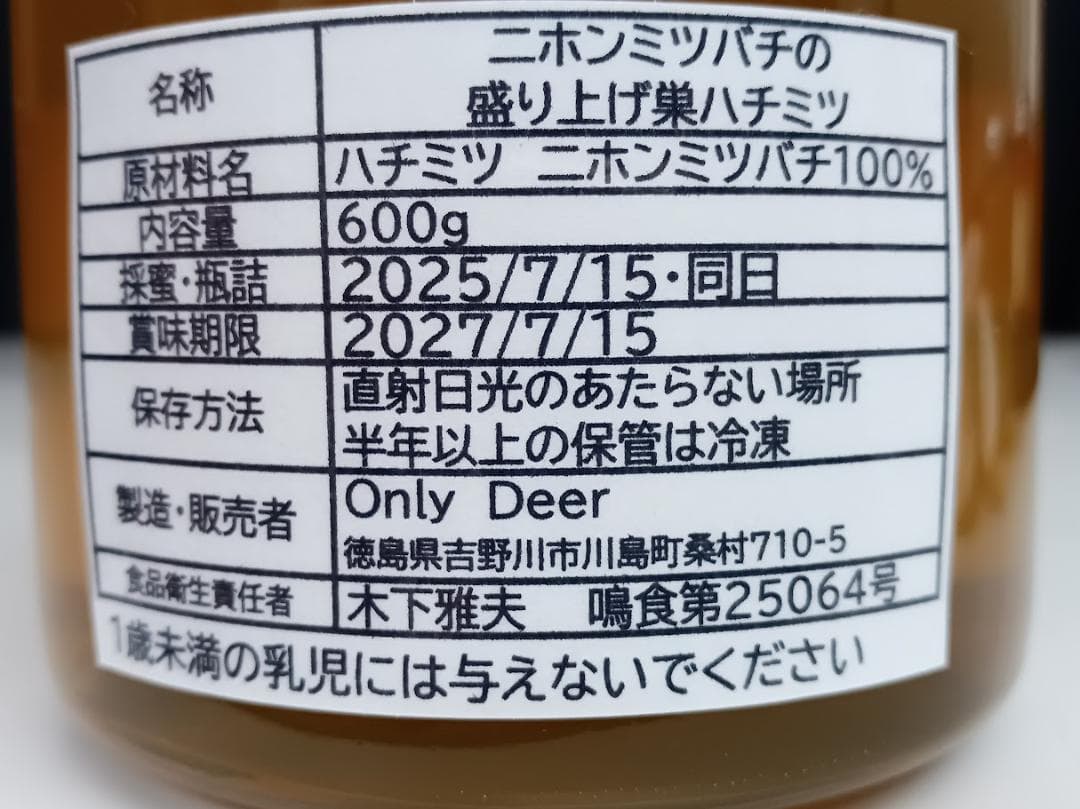 名称 ニホンミツバチの
盛り上げ巣ハチミツ
原材料名 ハチミツ ニホンミツバチ100%
内容量 600g
採蜜・瓶詰 2025/7/15・同日
賞味期限 2027/7/15
保存方法 直射日光のあたらない場所
半年以上の保管は冷凍
製造・販売者 Only Deer
徳島県吉野川市川島町桑村710-5
食品衛生責任者 木下雅夫 鳴食第25064号
1歳未満の乳児には与えないでください